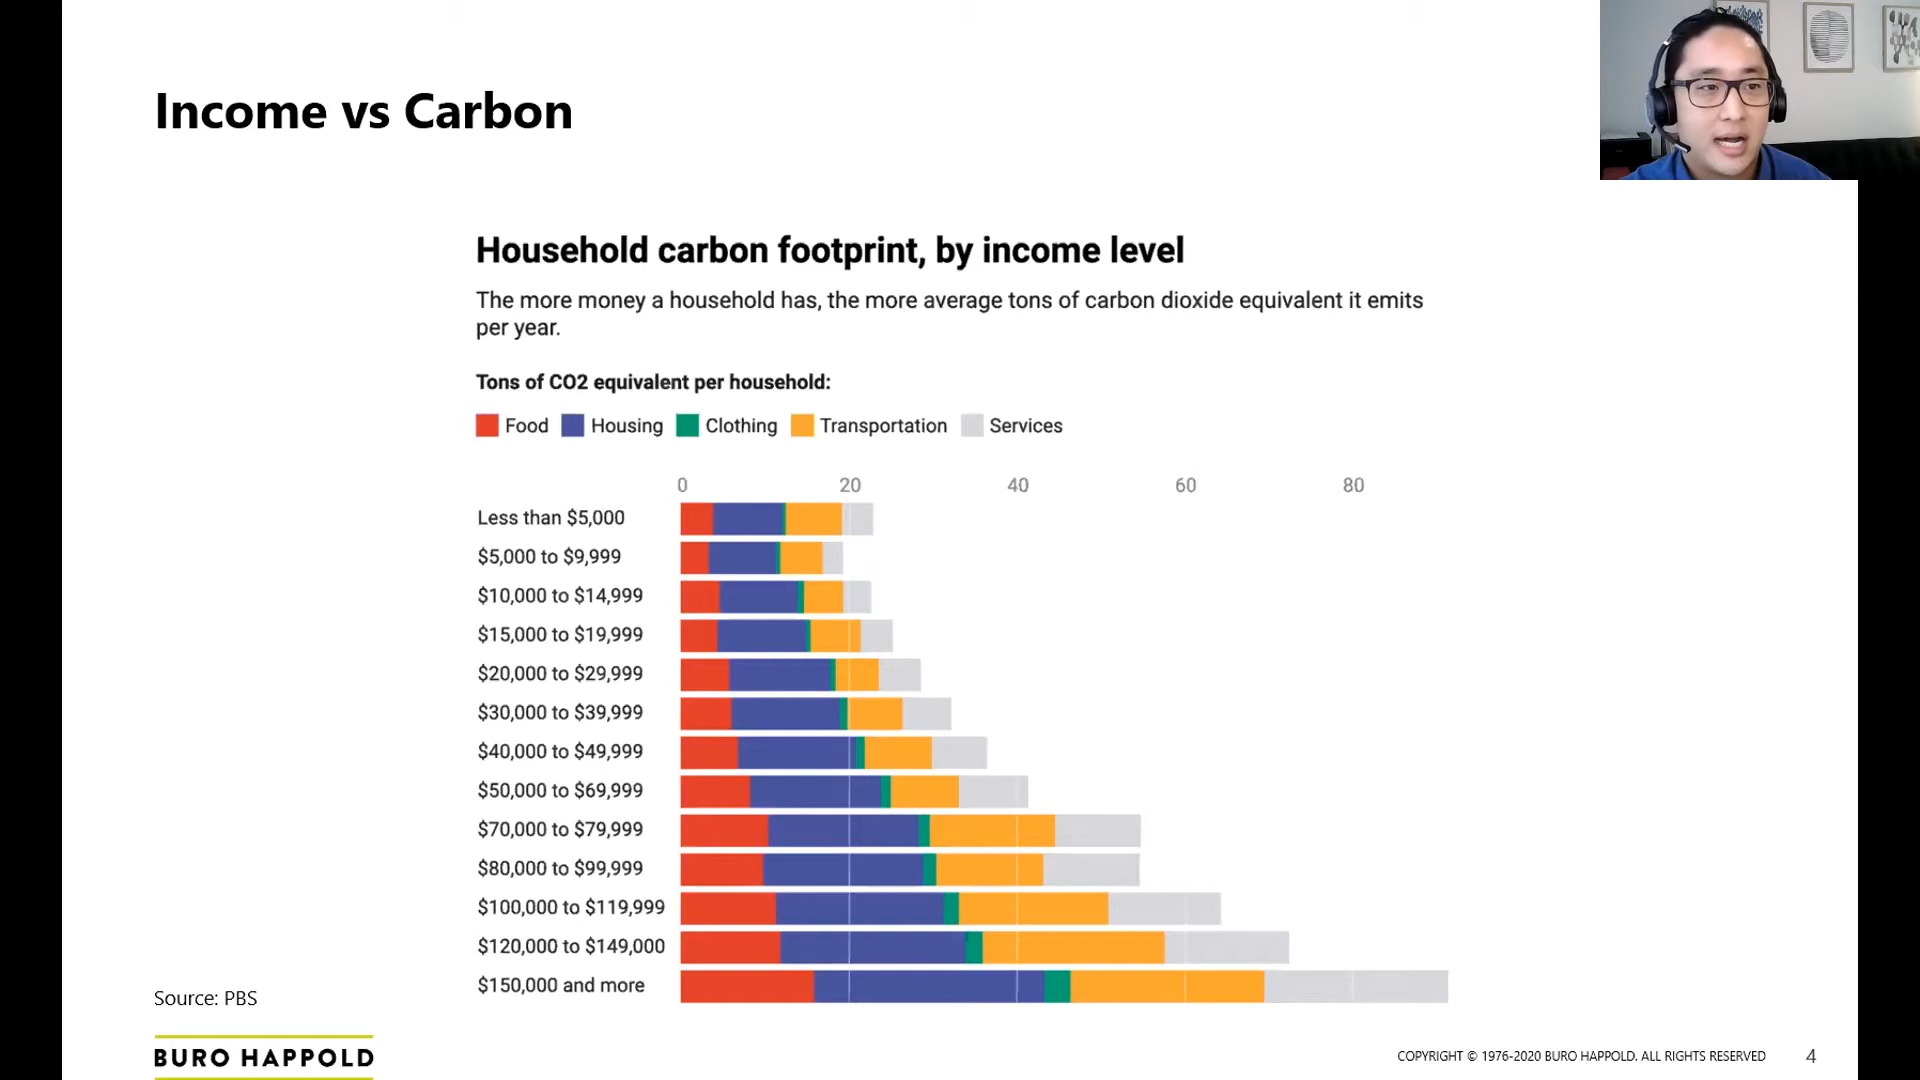 Income vs Carbon
Household carbon footprint, by income level
The more money a household has, the more average tons of carbon dioxide equivalent it emits
per year.
Tons of CO2 equivalent per household:
Food Housing Clothing Transportation Services
0 20 40 60 80
Less than $5,000
$5,000 to $9,999
$10,000 to $14,999
$15,000 to $19,999
$20,000 to $29,999
$30,000 to $39,999
$40,000 to $49,999
$50,000 to $69,999
$70,000 to $79,999
$80,000 to $99,999
$100,000 to $119,999
$120,000 to $149,000
$150,000 and more
Source: PBS
BURO HAPPOLD
COPYRIGHT © 1976-2020 BURO HAPPOLD. ALL RIGHTS RESERVED 4